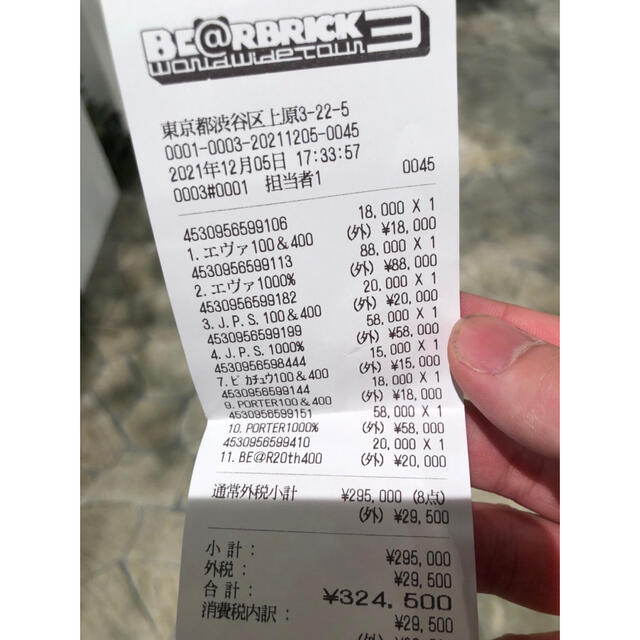 BE@RBRICK
WORLDWIDETOUR 3
東京都渋谷区上原3-22-5
0001-0003-20211205-0045
2021年12月05日 17:33:57
0003#0001 担当者1 0045
4530956599106 18,000 X 1
1. エヴァ100&400 (外) ¥18,000
4530956599113 88,000 X 1
2. エヴァ1000% (外) ¥88,000
4530956599182 20,000 X 1
3. J.P.S.100&400 (外) ¥20,000
4530956599199 58,000 X 1
4. J.P.S.1000% (外) ¥58,000
4530956598444 15,000 X 1
7. ピカチュウ100&400 (外) ¥15,000
4530956599144 18,000 X 1
9. PORTER100&400 (外) ¥18,000
4530956599151 58,000 X 1
10. PORTER1000% (外) ¥58,000
4530956599410 20,000 X 1
11. BE@R20th400 (外) ¥20,000
通常外税小計 ¥295,000 (8点)
(外) ¥29,500
小計: ¥295,000
外税: ¥29,500
合計: ¥324,500
消費税内訳: ¥29,500